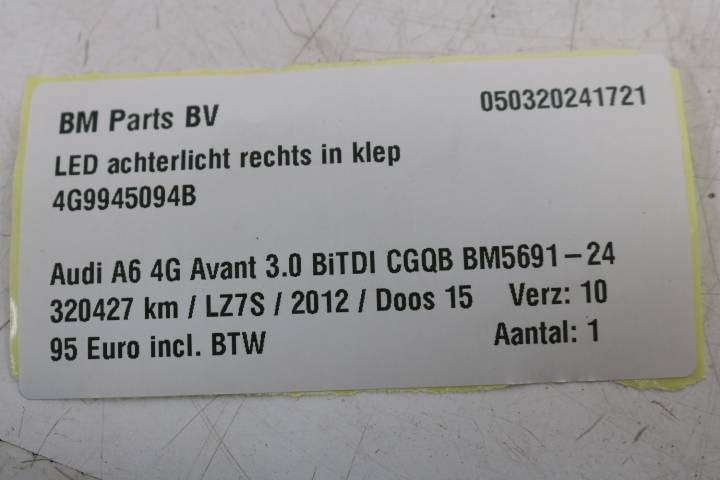 BM Parts BV 050320241721
LED achterlicht rechts in klep
4G9945094B
Audi A6 4G Avant 3.0 BiTDI CGQB BM5691-24
320427 km / LZ7S / 2012 / Doos 15 Verz: 10
95 Euro incl. BTW Aantal: 1